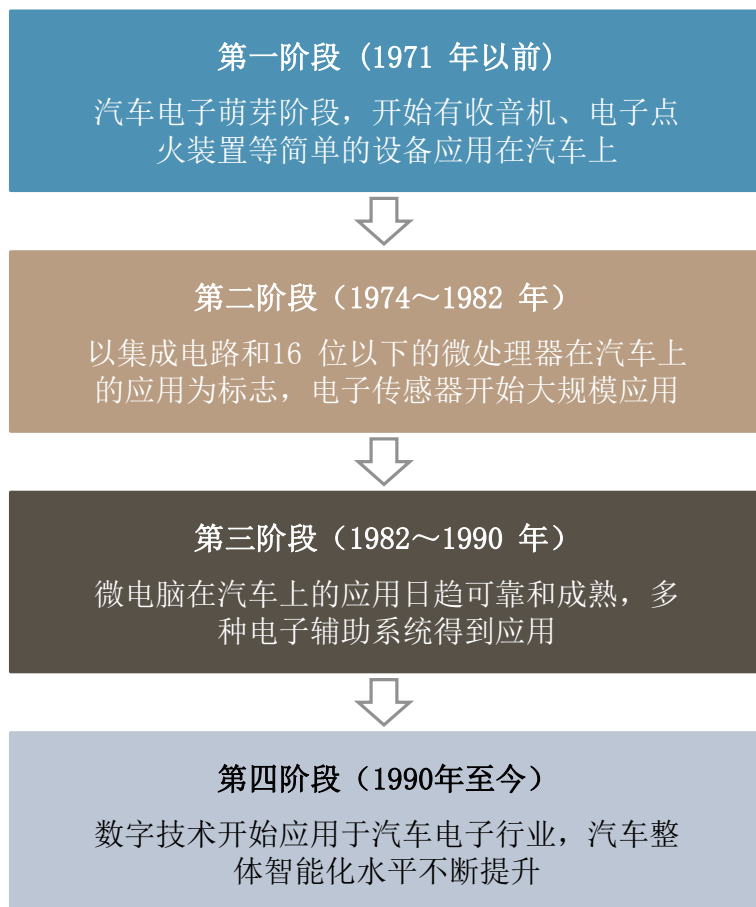 第一阶段 (1971 年以前)
汽车电子萌芽阶段，开始有收音机、电子点
火装置等简单的设备应用在汽车上
第二阶段（1974～1982 年）
以集成电路和16 位以下的微处理器在汽车上
的应用为标志，电子传感器开始大规模应用
第三阶段（1982～1990 年）
微电脑在汽车上的应用日趋可靠和成熟，多
种电子辅助系统得到应用
第四阶段（1990年至今）
数字技术开始应用于汽车电子行业，汽车整
体智能化水平不断提升